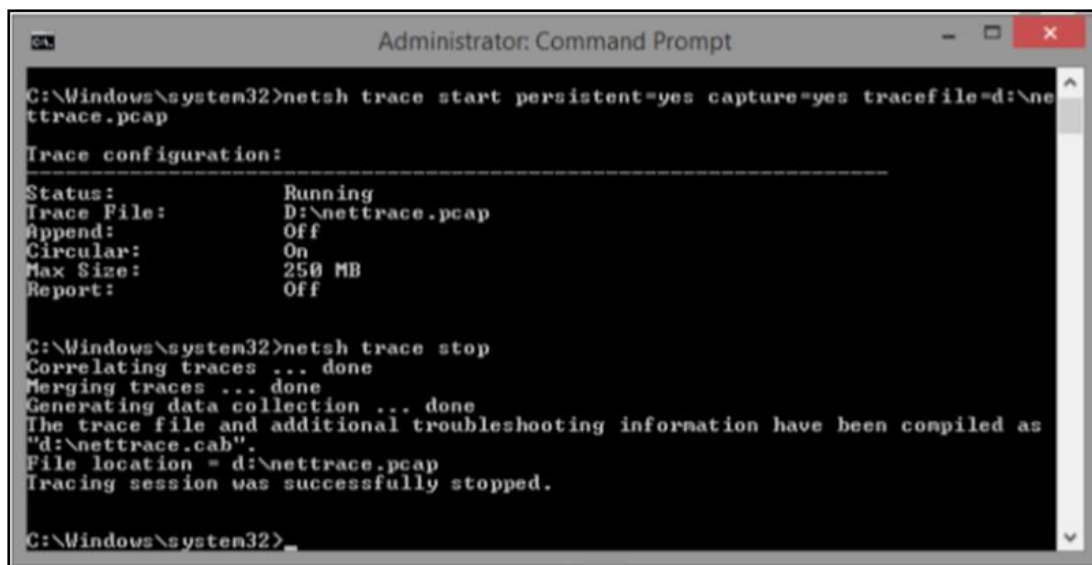 Administrator: Command Prompt
C:\Windows\system32>netsh trace start persistent=yes capture=yes tracefile=d:\ne
ttrace.pcap
Trace configuration:
-------------------------------------------------------------------
Status: Running
Trace File: D:\nettrace.pcap
Append: Off
Circular: On
Max Size: 250 MB
Report: Off
C:\Windows\system32>netsh trace stop
Correlating traces ... done
Merging traces ... done
Generating data collection ... done
The trace file and additional troubleshooting information have been compiled as
"d:\nettrace.cab".
File location = d:\nettrace.pcap
Tracing session was successfully stopped.
C:\Windows\system32>_